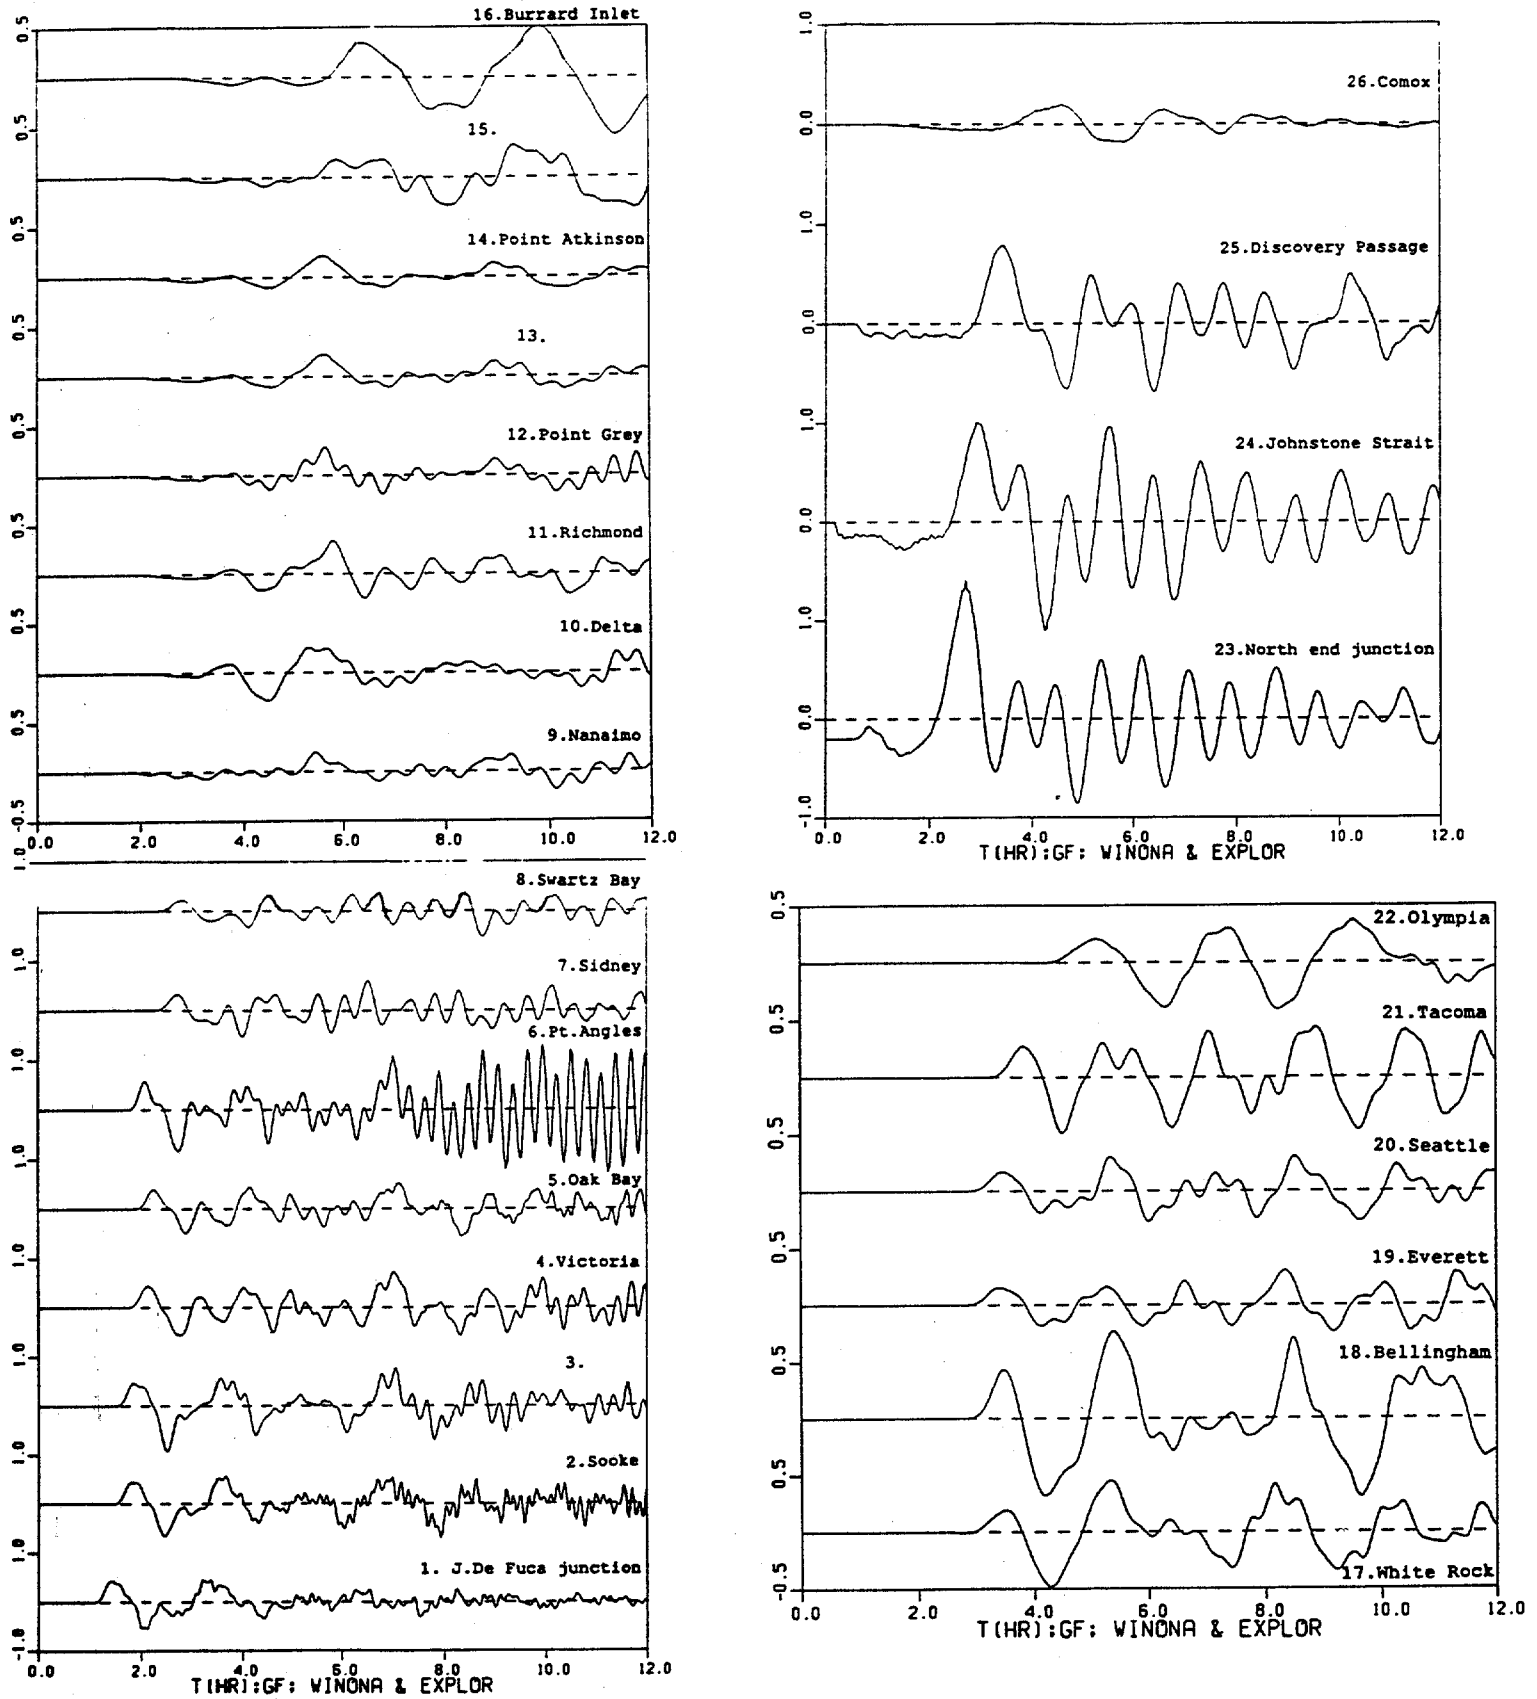 0.5
16.Burrard Inlet
0.5
15.
0.5
14.Point Atkinson
0.5
13.
0.5
12.Point Grey
0.5
11.Richmond
0.5
10.Delta
0.5
9.Nanaimo
-0.5
0.0 2.0 4.0 6.0 8.0 10.0 12.0
1.0
8.Swartz Bay
1.0
7.Sidney
1.0
6.Pt.Angles
1.0
5.Oak Bay
1.0
4.Victoria
1.0
3.
1.0
2.Sooke
1.0
1. J.De Fuca junction
-1.0
0.0 2.0 4.0 6.0 8.0 10.0 12.0
T(HR);GF: WINONA & EXPLOR
1.0
26.Comox
0.0
1.0
25.Discovery Passage
0.0
1.0
24.Johnstone Strait
0.0
1.0
23.North end junction
0.0
-1.0
0.0 2.0 4.0 6.0 8.0 10.0 12.0
T(HR);GF: WINONA & EXPLOR
0.5
22.Olympia
0.5
21.Tacoma
0.5
20.Seattle
0.5
19.Everett
0.5
18.Bellingham
0.5
17.White Rock
-0.5
0.0 2.0 4.0 6.0 8.0 10.0 12.0
T(HR);GF: WINONA & EXPLOR